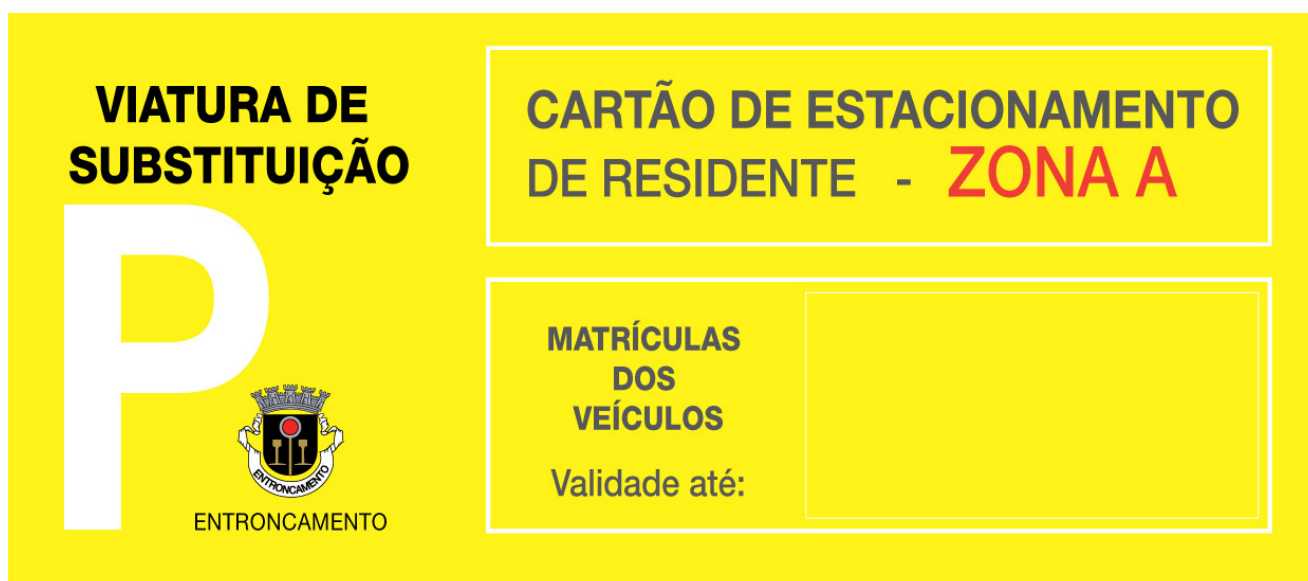 VIATURA DE
SUBSTITUIÇÃO
P
ENTRONCAMENTO
ENTRONCAMENTO
CARTÃO DE ESTACIONAMENTO
DE RESIDENTE - ZONA A
MATRÍCULAS
DOS
VEÍCULOS
Validade até: